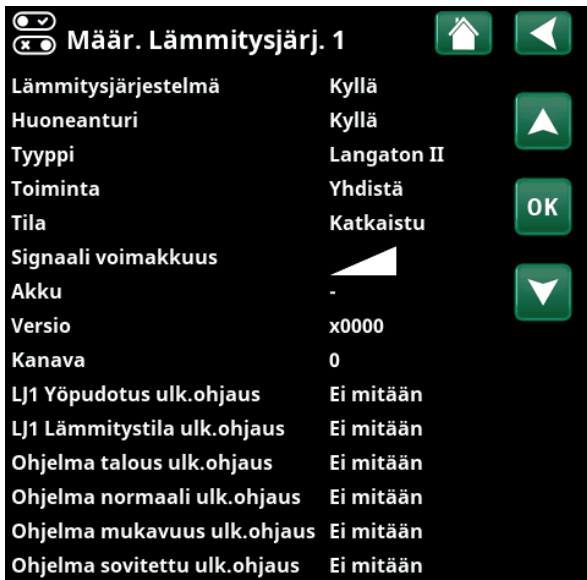 Määr. Lämmitysjärj. 1
Lämmitysjärjestelmä Kyllä
Huoneanturi Kyllä
Tyyppi Langaton II
Toiminta Yhdistä
OK
Tila Katkaistu
Signaali voimakkuus
Akku -
Versio x0000
Kanava 0
LJ1 Yöpudotus ulk.ohjaus Ei mitään
LJ1 Lämmitystila ulk.ohjaus Ei mitään
Ohjelma talous ulk.ohjaus Ei mitään
Ohjelma normaali ulk.ohjaus Ei mitään
Ohjelma mukavuus ulk.ohjaus Ei mitään
Ohjelma sovitettu ulk.ohjaus Ei mitään